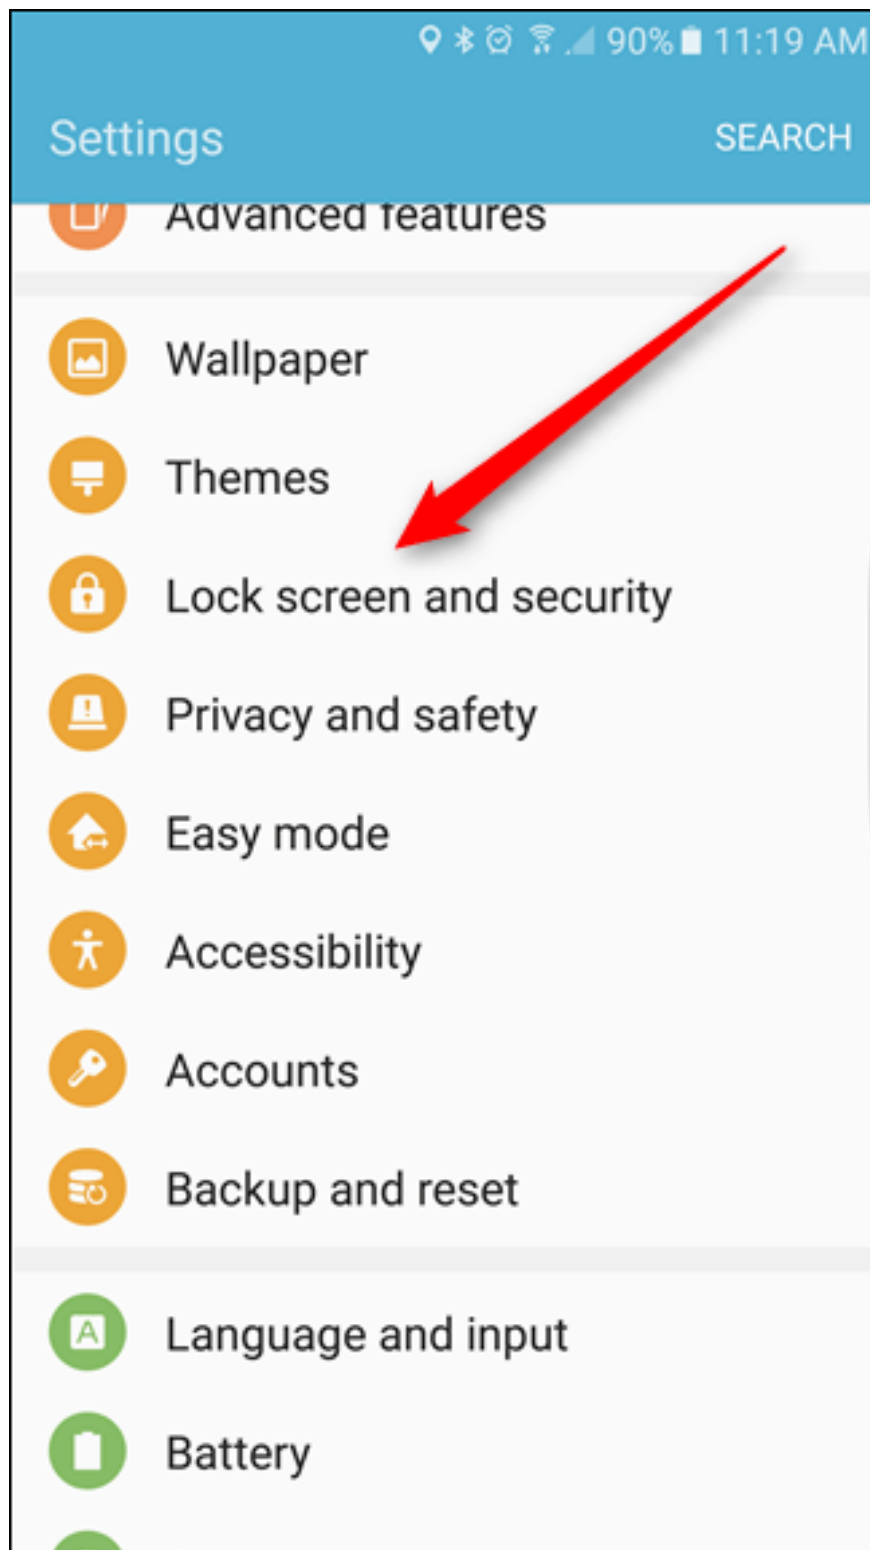 90% 11:19 AM
Settings SEARCH
Advanced features
Wallpaper
Themes
Lock screen and security
Privacy and safety
Easy mode
Accessibility
Accounts
Backup and reset
A Language and input
Battery